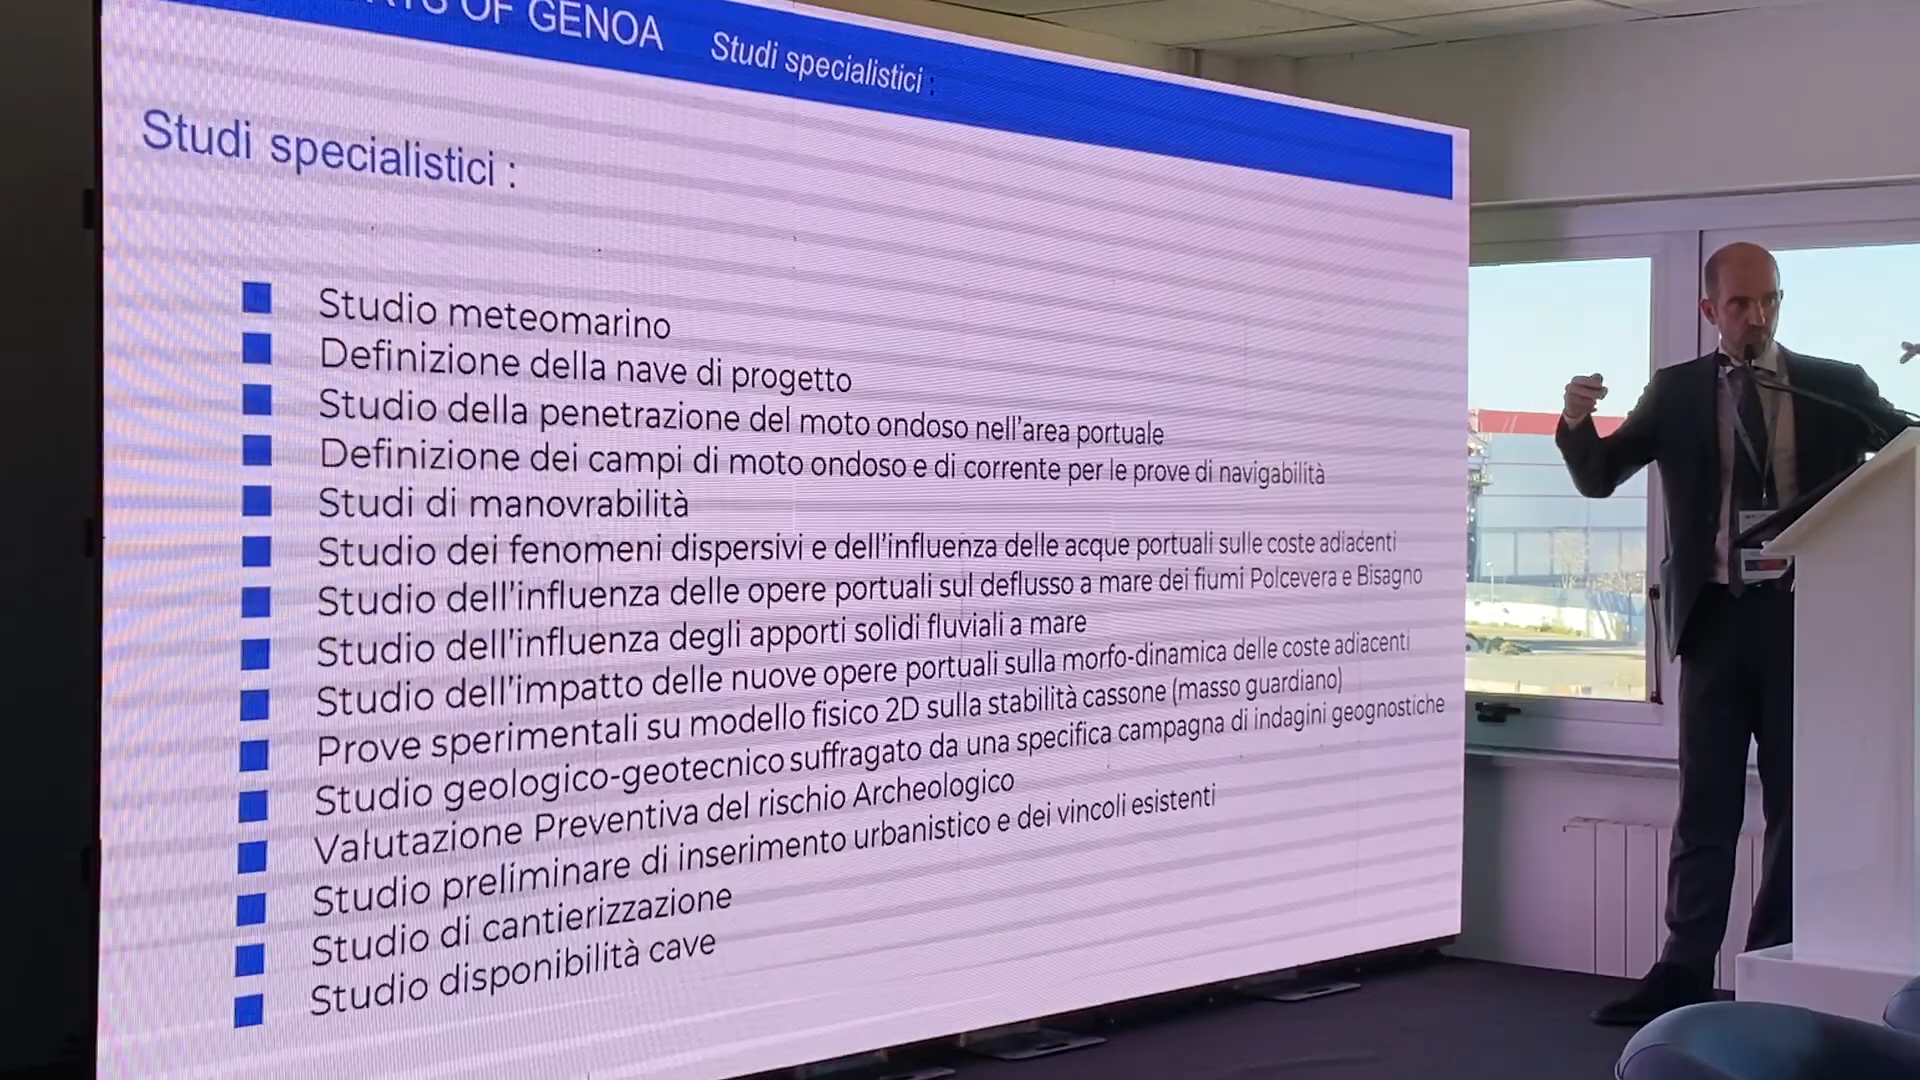 OF GENOA Studi specialistici :
Studi specialistici :
Studio meteomarino
Definizione della nave di progetto
Studio della penetrazione del moto ondoso nell'area portuale
Definizione dei campi di moto ondoso e di corrente per le prove di navigabilità
Studi di manovrabilità
Studio dei fenomeni dispersivi e dell'influenza delle acque portuali sulle coste adiacenti
Studio dell'influenza delle opere portuali sul deflusso a mare dei fiumi Polcevera e Bisagno
Studio dell'influenza degli apporti solidi fluviali a mare
Studio dell'impatto delle nuove opere portuali sulla morfo-dinamica delle coste adiacenti
Prove sperimentali su modello fisico 2D sulla stabilità cassone (masso guardiano)
Studio geologico-geotecnico suffragato da una specifica campagna di indagini geognostiche
Valutazione Preventiva del rischio Archeologico
Studio preliminare di inserimento urbanistico e dei vincoli esistenti
Studio di cantierizzazione
Studio disponibilità cave